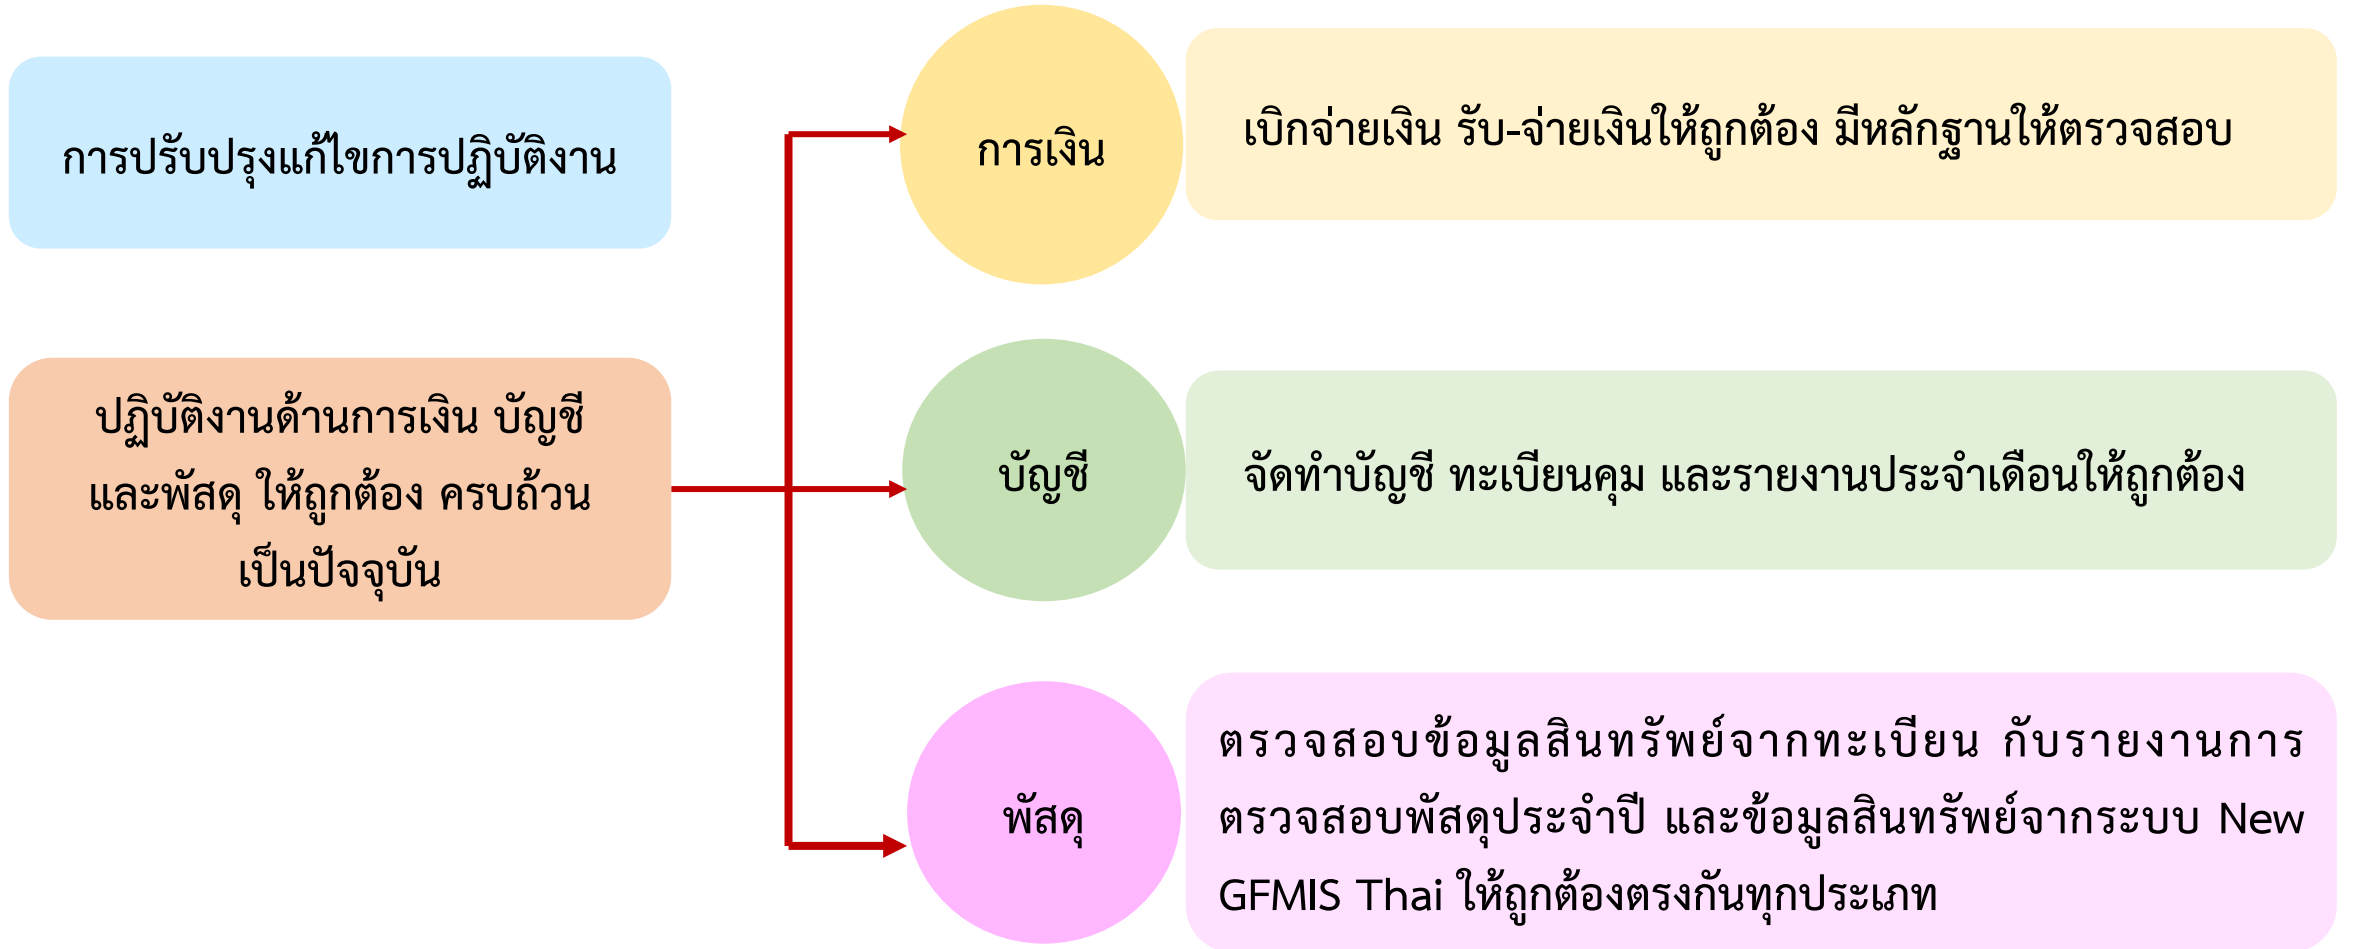 การปรับปรุงแก้ไขการปฏิบัติงาน
ปฏิบัติงานด้านการเงิน บัญชี
และพัสดุ ให้ถูกต้อง ครบถ้วน
เป็นปัจจุบัน
การเงิน
เบิกจ่ายเงิน รับ-จ่ายเงินให้ถูกต้อง มีหลักฐานให้ตรวจสอบ
บัญชี
จัดทำบัญชี ทะเบียนคุม และรายงานประจำเดือนให้ถูกต้อง
พัสดุ
ตรวจสอบข้อมูลสินทรัพย์จากทะเบียน กับรายงานการ
ตรวจสอบพัสดุประจำปี และข้อมูลสินทรัพย์จากระบบ New
GFMIS Thai ให้ถูกต้องตรงกันทุกประเภท